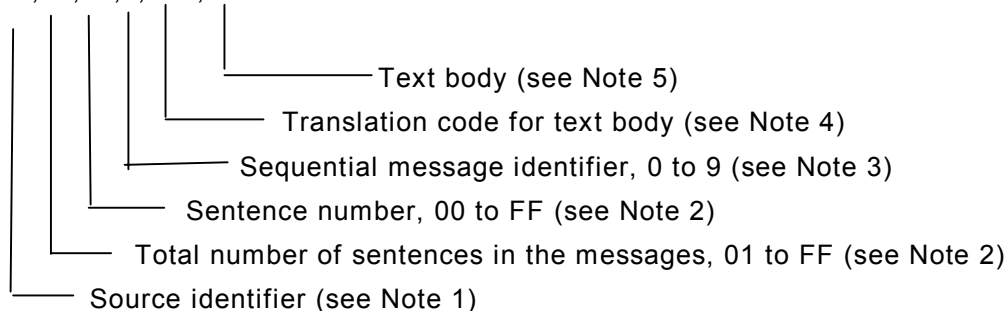 Text body (see Note 5)
Translation code for text body (see Note 4)
Sequential message identifier, 0 to 9 (see Note 3)
Sentence number, 00 to FF (see Note 2)
Total number of sentences in the messages, 01 to FF (see Note 2)
Source identifier (see Note 1)